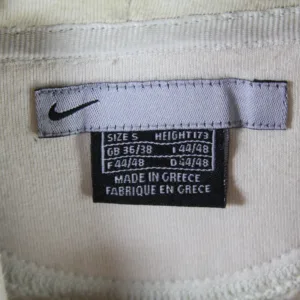 SIZE S HEIGHT 173
GB 36/38 I 44/48
F 44/48 D 44/48
MADE IN GREECE
FABRIQUE EN GRECE